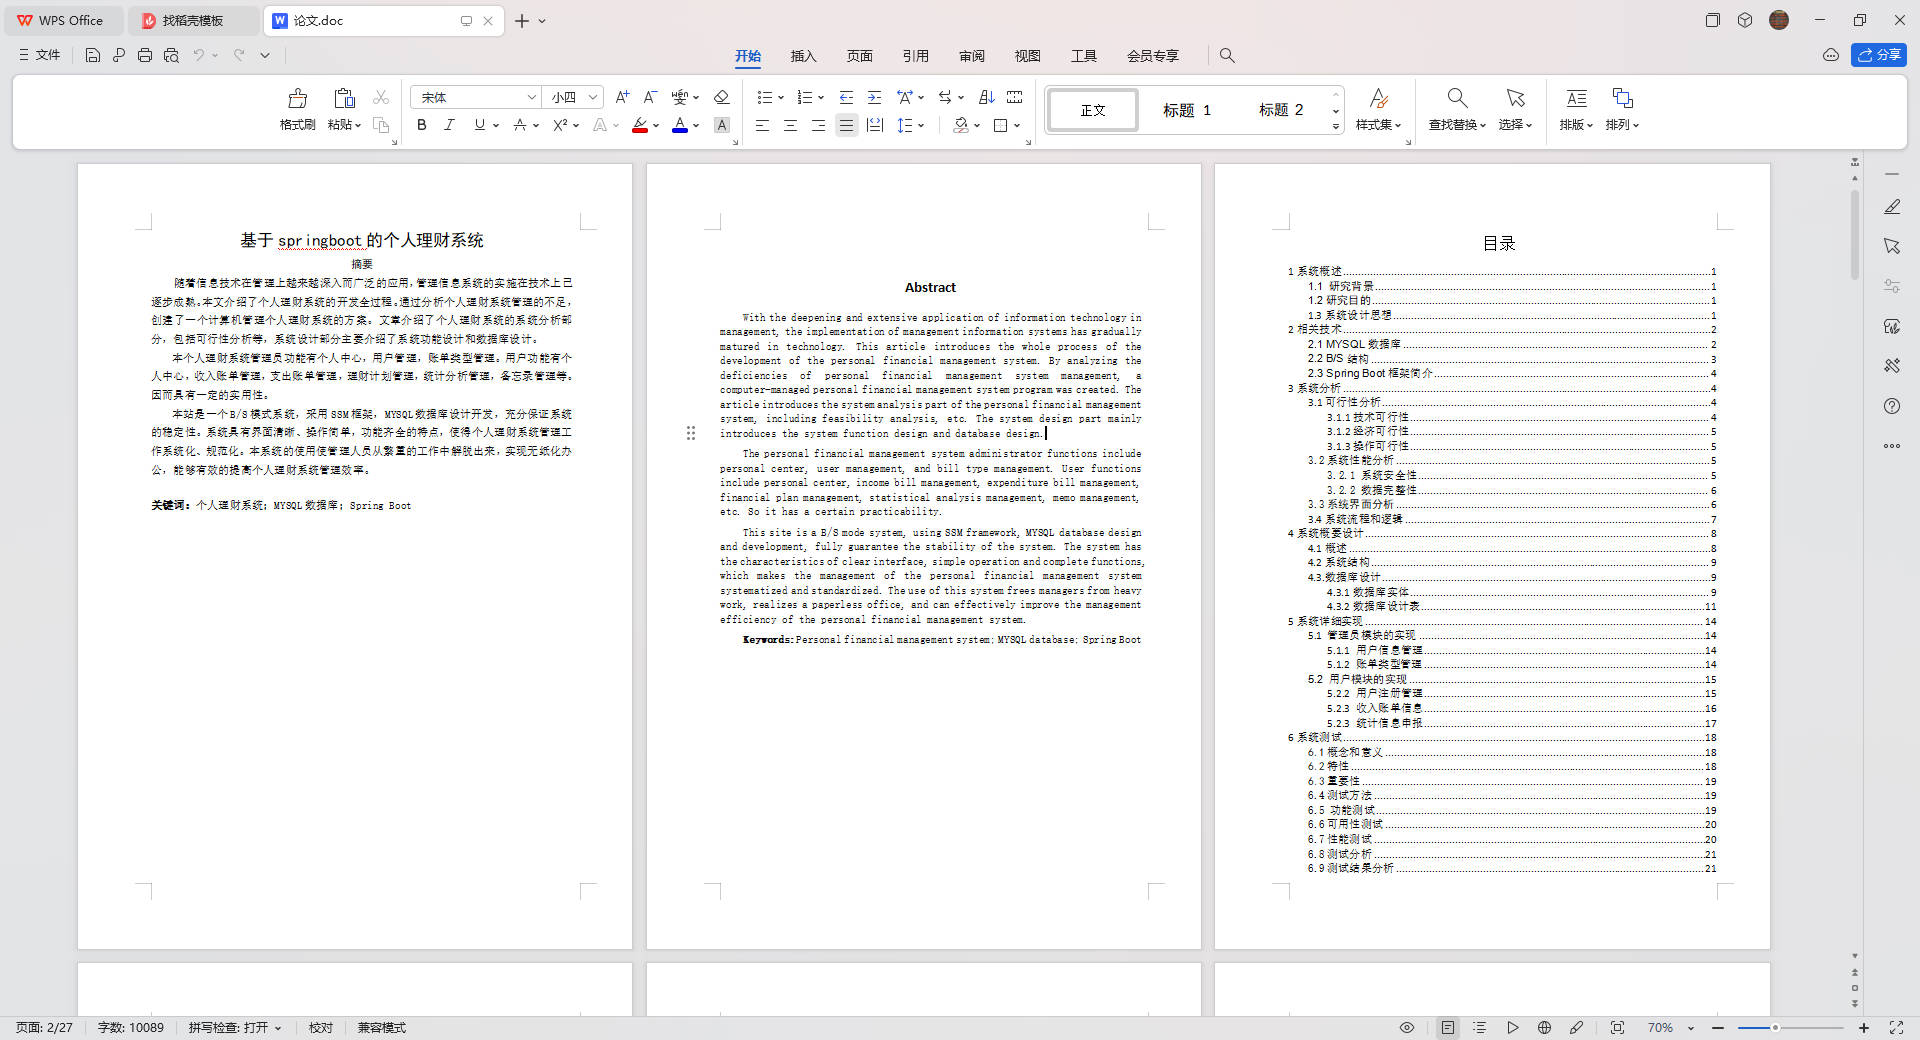 WPS Office
找稻壳模板
论文.doc
文件
开始
插入
页面
引用
审阅
视图
工具
会员专享
分享
格式刷
粘贴
宋体
小四
正文
标题 1
标题 2
样式集
查找替换
选择
排版
排列
基于springboot的个人理财系统
摘要
随着信息技术在管理上越来越深入而广泛的应用,管理信息系统的实施在技术上已
逐步成熟。本文介绍了个人理财系统的开发全过程。通过分析个人理财系统管理的不足,
创建了一个计算机管理个人理财系统的方案。文章介绍了个人理财系统的系统分析部
分,包括可行性分析等,系统设计部分主要介绍了系统功能设计和数据库设计。
本个人理财系统管理员功能有个人中心,用户管理,账单类型管理。用户功能有个
人中心,收入账单管理,支出账单管理,理财计划管理,统计分析管理,备忘录管理等。
因而具有一定的实用性。
本站是一个B/S模式系统,采用SSM框架,MYSQL数据库设计开发,充分保证系统
的稳定性。系统具有界面清晰、操作简单,功能齐全的特点,使得个人理财系统管理工
作系统化、规范化。本系统的使用使管理人员从繁重的工作中解脱出来,实现无纸化办
公,能够有效的提高个人理财系统管理效率。
关键词:个人理财系统;MYSQL数据库;Spring Boot
Abstract
With the deepening and extensive application of information technology in
management, the implementation of management information systems has gradually
matured in technology. This article introduces the whole process of the
development of the personal financial management system. By analyzing the
deficiencies of personal financial management system management, a
computer-managed personal financial management system program was created. The
article introduces the system analysis part of the personal financial management
system, including feasibility analysis, etc. The system design part mainly
introduces the system function design and database design.
The personal financial management system administrator functions include
personal center, user management, and bill type management. User functions
include personal center, income bill management, expenditure bill management,
financial plan management, statistical analysis management, memo management,
etc. So it has a certain practicability.
This site is a B/S mode system, using SSM framework, MYSQL database design
and development, fully guarantee the stability of the system. The system has
the characteristics of clear interface, simple operation and complete functions,
which makes the management of the personal financial management system
systematized and standardized. The use of this system frees managers from heavy
work, realizes a paperless office, and can effectively improve the management
efficiency of the personal financial management system.
Keywords: Personal financial management system; MYSQL database; Spring Boot
目录
1 系统概述 1
1.1 研究背景 1
1.2 研究目的 1
1.3 系统设计思想 1
2 相关技术 2
2.1 MYSQL 数据库 2
2.2 B/S 结构 3
2.3 Spring Boot 框架简介 4
3 系统分析 4
3.1 可行性分析 4
3.1.1 技术可行性 4
3.1.2 经济可行性 5
3.1.3 操作可行性 5
3.2 系统性能分析 5
3.2.1 系统安全性 5
3.2.2 数据完整性 6
3.3 系统界面分析 6
3.4 系统流程和逻辑 7
4 系统概要设计 8
4.1 概述 8
4.2 系统结构 9
4.3.数据库设计 9
4.3.1 数据库实体 9
4.3.2 数据库设计表 11
5 系统详细实现 14
5.1 管理员模块的实现 14
5.1.1 用户信息管理 14
5.1.2 账单类型管理 14
5.2 用户模块的实现 15
5.2.2 用户注册管理 15
5.2.3 收入账单信息 16
5.2.3 统计信息申报 17
6 系统测试 18
6.1 概念和意义 18
6.2 特性 18
6.3 重要性 19
6.4 测试方法 19
6.5 功能测试 19
6.6 可用性测试 20
6.7 性能测试 20
6.8 测试分析 21
6.9 测试结果分析 21
页面: 2/27
字数: 10089
拼写检查: 打开
校对
兼容模式
70%